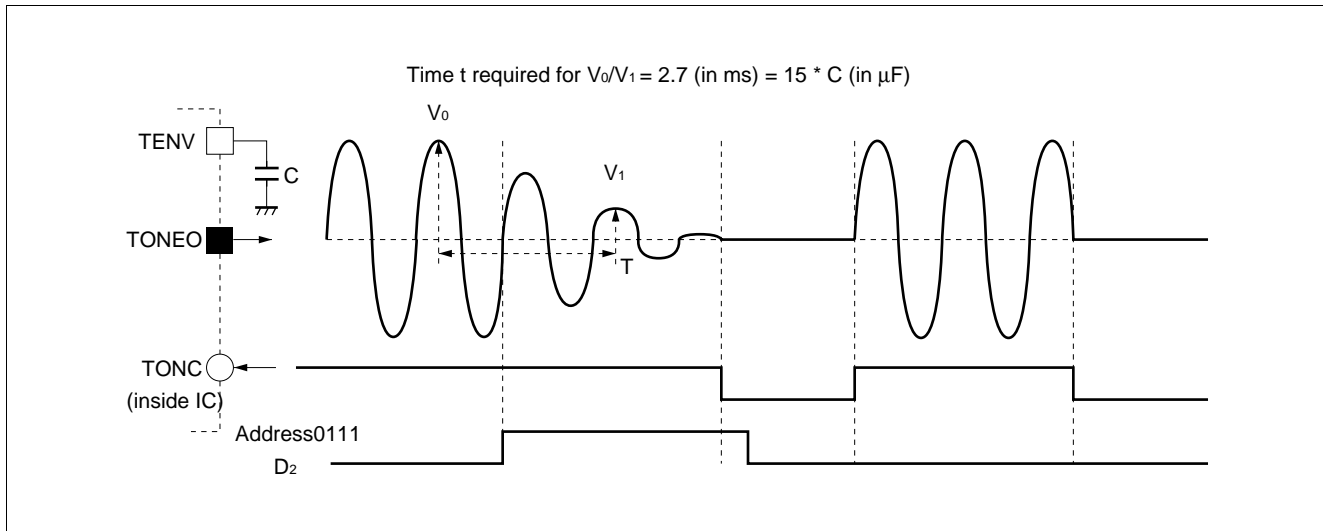 Time t required for V0/V1 = 2.7 (in ms) = 15 * C (in μF)
V0
TENV
C
V1
TONEO
T
TONC
(inside IC)
Address0111
D2